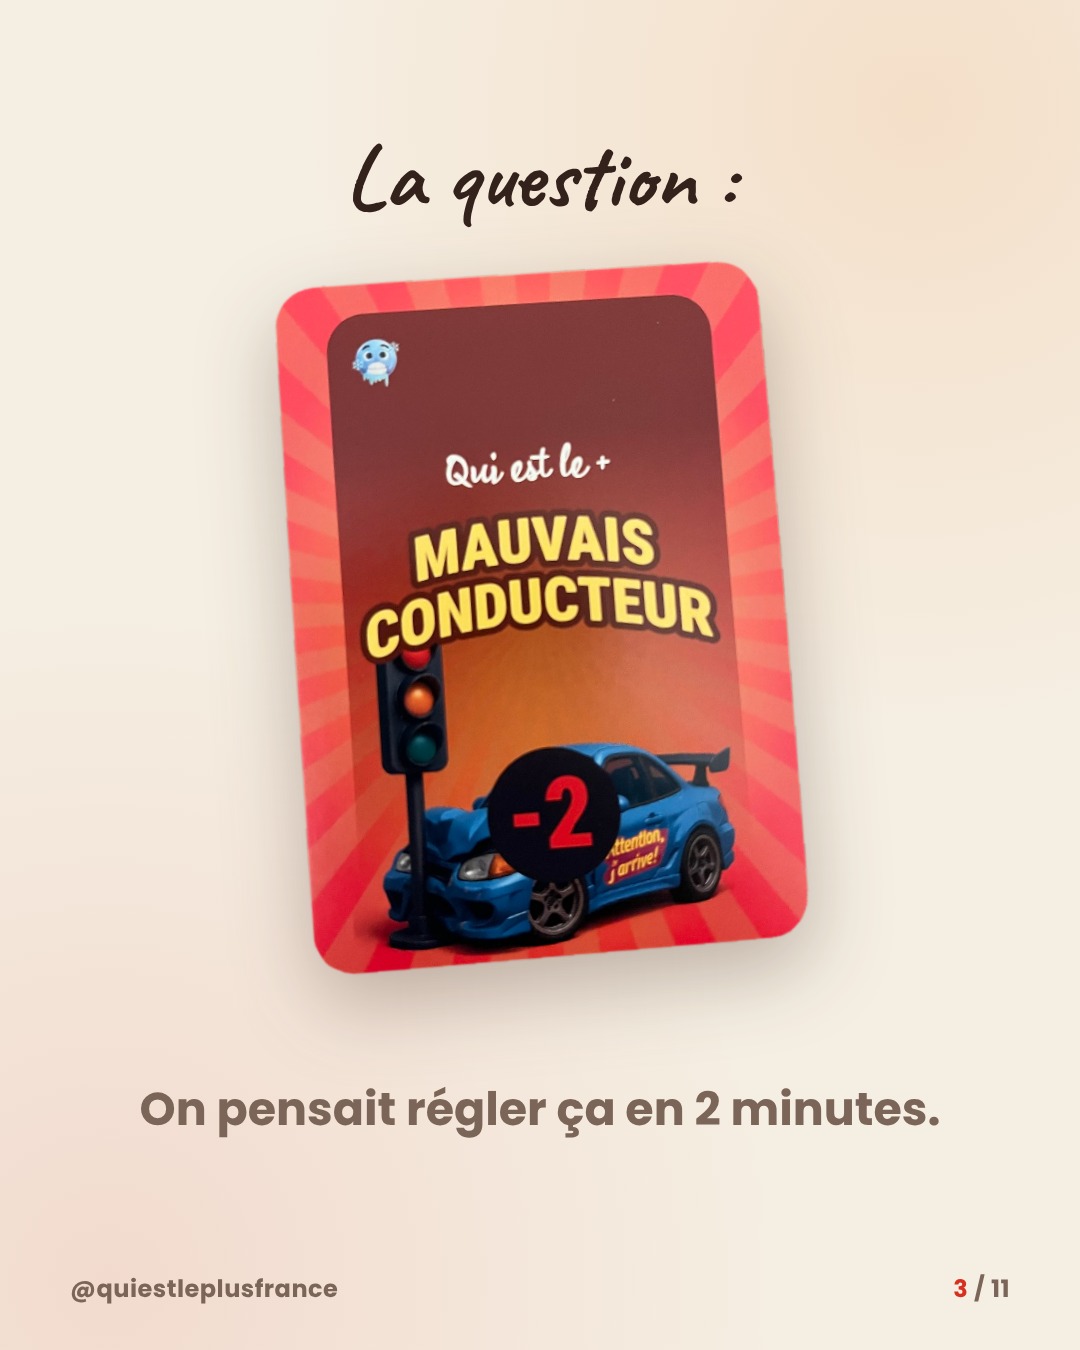 La question :
Qui est le +
MAUVAIS
CONDUCTEUR
-2
Attention,
j'arrive!
On pensait régler ça en 2 minutes.
@quiestleplusfrance
3 / 11